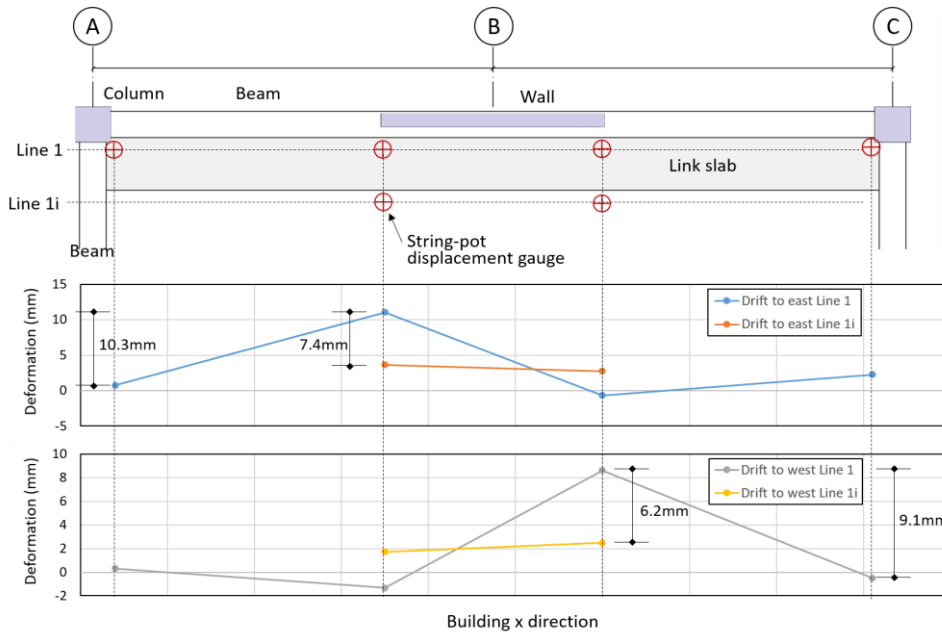 A
B
C
Column
Beam
Wall
Line 1
Link slab
Line 1i
String-pot
displacement gauge
Beam
15
10
5
0
-5
Deformation (mm)
10.3mm
7.4mm
Drift to east Line 1
Drift to east Line 1i
10
8
6
4
2
0
-2
Deformation (mm)
Drift to west Line 1
Drift to west Line 1i
6.2mm
9.1mm
Building x direction